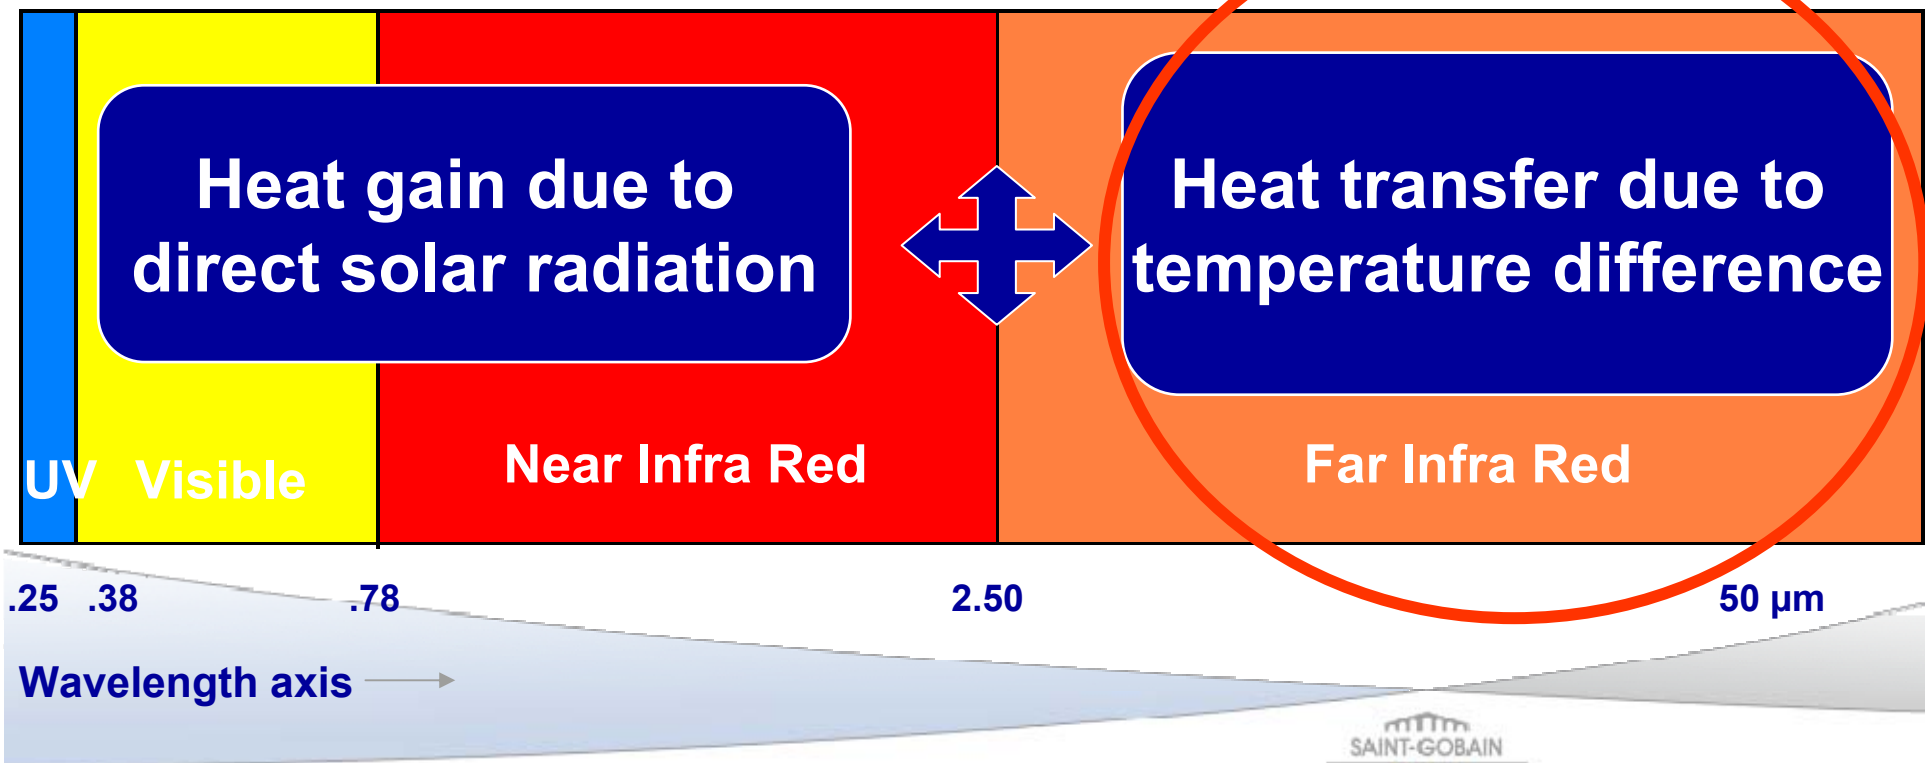 Heat gain due to
direct solar radiation
Heat transfer due to
temperature difference
UV Visible
Near Infra Red
Far Infra Red
.25 .38 .78 2.50 50 µm
Wavelength axis
SAINT-GOBAIN